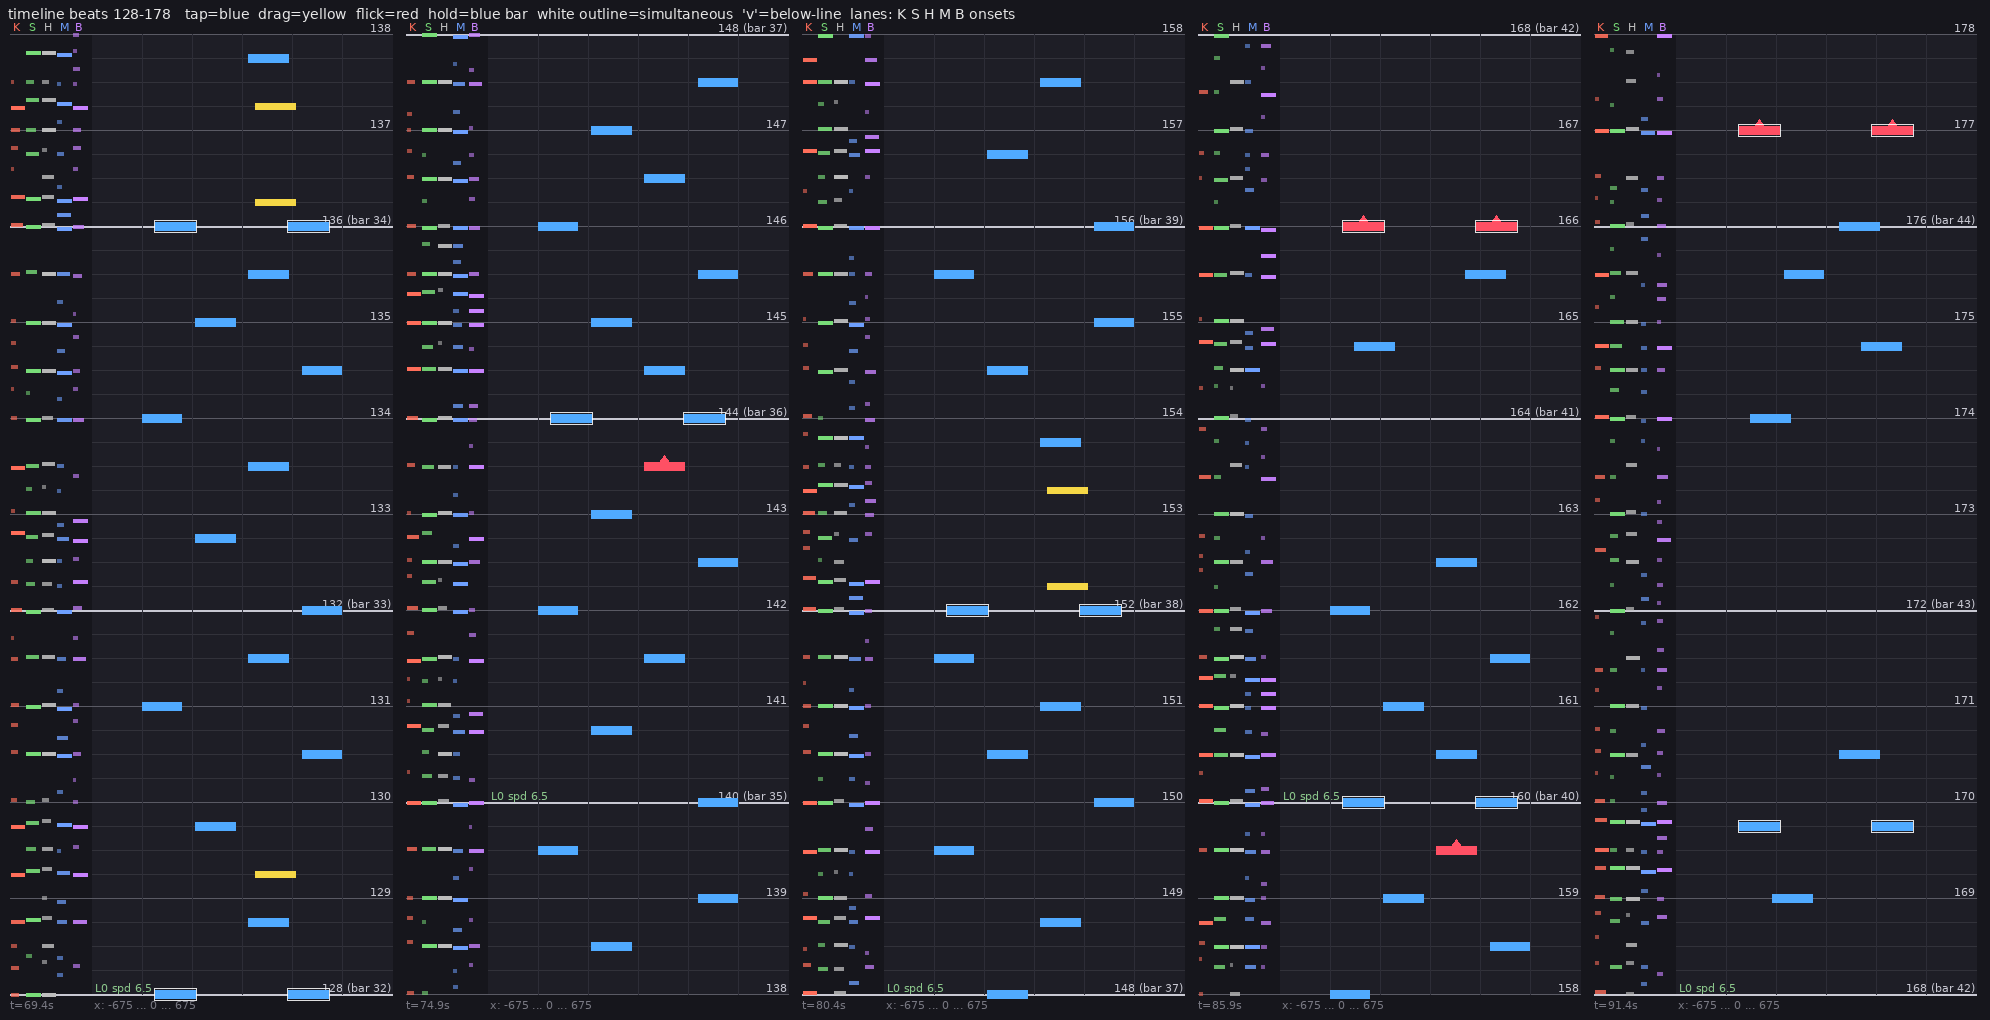 timeline beats 128-178 tap=blue drag=yellow flick=red hold=blue bar white outline=simultaneous 'v'=below-line lanes: K S H M B onsets
K S H M B
138
137
136 (bar 34)
135
134
133
132 (bar 33)
131
130
129
L0 spd 6.5
128 (bar 32)
t=69.4s
x: -675 ... 0 ... 675
K S H M B
148 (bar 37)
147
146
145
144 (bar 36)
143
142
141
L0 spd 6.5
140 (bar 35)
139
138
t=74.9s
x: -675 ... 0 ... 675
K S H M B
158
157
156 (bar 39)
155
154
153
152 (bar 38)
151
150
149
L0 spd 6.5
148 (bar 37)
t=80.4s
x: -675 ... 0 ... 675
K S H M B
168 (bar 42)
167
166
165
164 (bar 41)
163
162
161
L0 spd 6.5
160 (bar 40)
159
158
t=85.9s
x: -675 ... 0 ... 675
K S H M B
178
177
176 (bar 44)
175
174
173
172 (bar 43)
171
170
169
L0 spd 6.5
168 (bar 42)
t=91.4s
x: -675 ... 0 ... 675